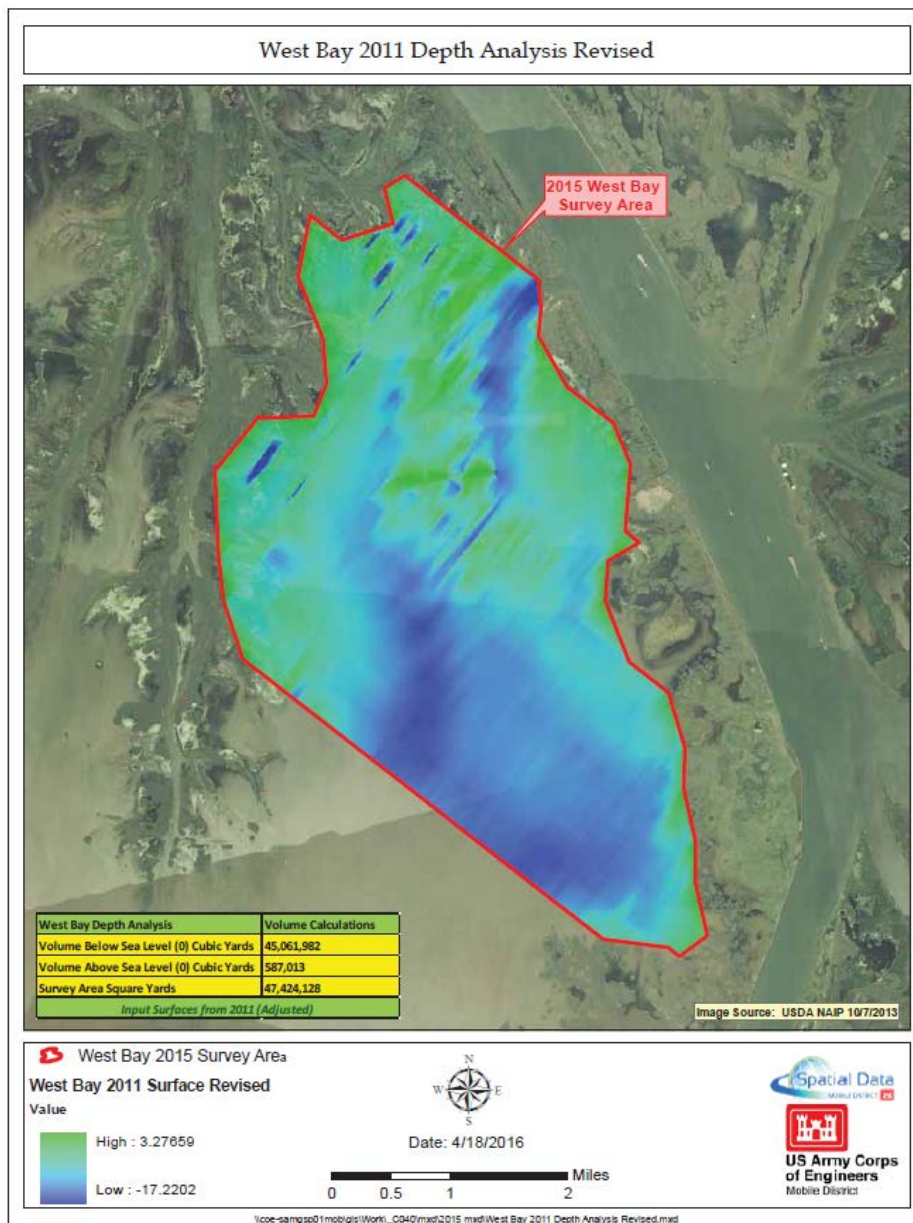 West Bay 2011 Depth Analysis Revised
2015 West Bay
Survey Area
West Bay Depth Analysis Volume Calculations
Volume Below Sea Level (0) Cubic Yards 45,061,982
Volume Above Sea Level (0) Cubic Yards 587,013
Survey Area Square Yards 47,424,128
Input Surfaces from 2011 (Adjusted)
Image Source: USDA NAIP 10/7/2013
West Bay 2015 Survey Area
West Bay 2011 Surface Revised
Value
High : 3.27659
Low : -17.2202
N
W E
S
Date: 4/18/2016
Miles
0 0.5 1 2
Spatial Data
MOBILE DISTRICT
US Army Corps
of Engineers
Mobile District